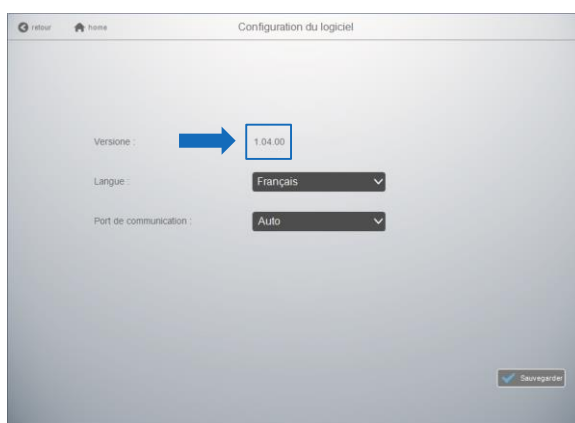 retour home Configuration du logiciel
Versione : 1.04.00
Langue : Français
Port de communication : Auto
Sauvegarder